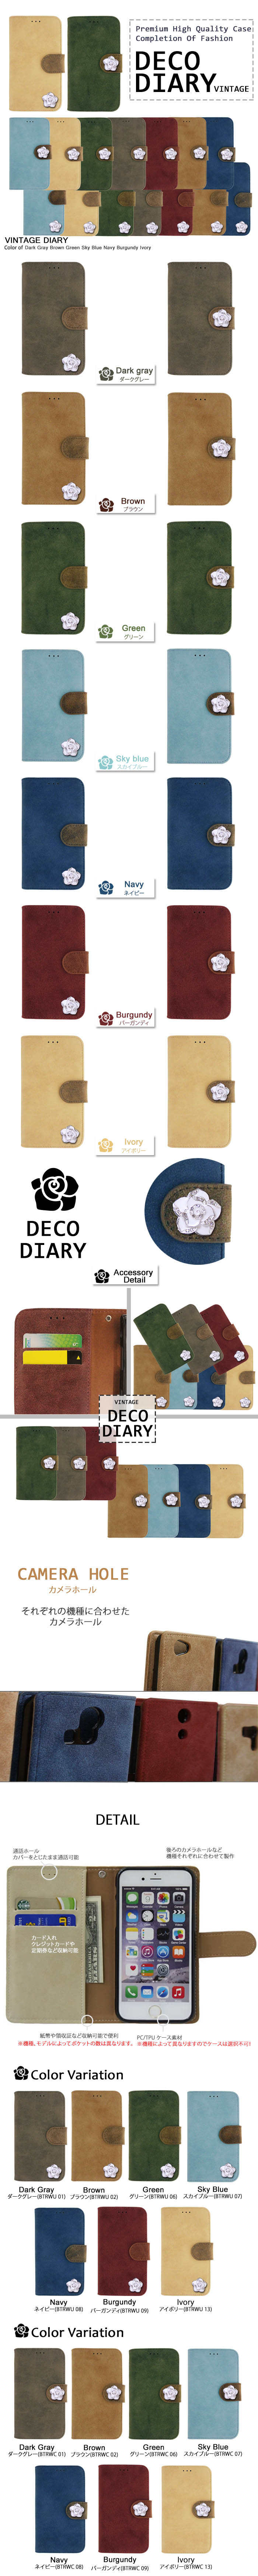 Premium High Quality Case
Completion Of Fashion
DECO
DIARY VINTAGE
VINTAGE DIARY
Color of Dark Gray Brown Green Sky Blue Navy Burgundy Ivory
Dark gray
ダークグレー
Brown
ブラウン
Green
グリーン
Sky blue
スカイブルー
Navy
ネイビー
Burgundy
バーガンディ
Ivory
アイボリー
DECO
DIARY
Accessory
Detail
VINTAGE
DECO
DIARY
CAMERA HOLE
カメラホール
それぞれの機種に合わせた
カメラホール
DETAIL
通話ホール
カバーをとじたまま通話可能
後ろのカメラホールなど
機種それぞれに合わせて製作
カード入れ
クレジットカードや
定期券など収納可能
紙幣や領収証など収納可能で便利
PC/TPU ケース素材
※機種、モデルによってポケットの数は異なります。
※機種によって異なりますのでケースは選択不可!
Color Variation
Dark Gray
ダークグレー(BTRWU 01)
Brown
ブラウン(BTRWU 02)
Green
グリーン(BTRWU 06)
Sky Blue
スカイブルー(BTRWU 07)
Navy
ネイビー(BTRWU 08)
Burgundy
バーガンディ(BTRWU 09)
Ivory
アイボリー(BTRWU 13)
Color Variation
Dark Gray
ダークグレー(BTRWC 01)
Brown
ブラウン(BTRWC 02)
Green
グリーン(BTRWC 06)
Sky Blue
スカイブルー(BTRWC 07)
Navy
ネイビー(BTRWC 08)
Burgundy
バーガンディ(BTRWC 09)
Ivory
アイボリー(BTRWC 13)